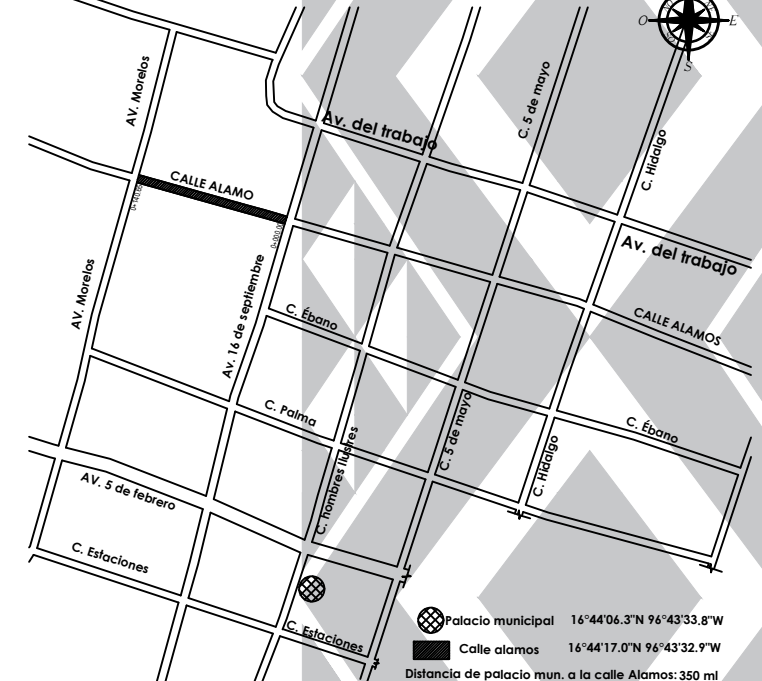 O
E
S
AV. Morelos
C. 5 de mayo
Av. del trabajo
C. Hidalgo
CALLE ALAMO
0+000.00
Av. del trabajo
AV. Morelos
Av. 16 de septiembre
C. Ébano
CALLE ALAMOS
C. Palma
C. 5 de mayo
C. Ébano
C. hombres Ilustres
C. Hidalgo
AV. 5 de febrero
C. Estaciones
C. Estaciones
Palacio municipal 16°44'06.3"N 96°43'33.8"W
Calle alamos 16°44'17.0"N 96°43'32.9"W
Distancia de palacio mun. a la calle Alamos: 350 ml